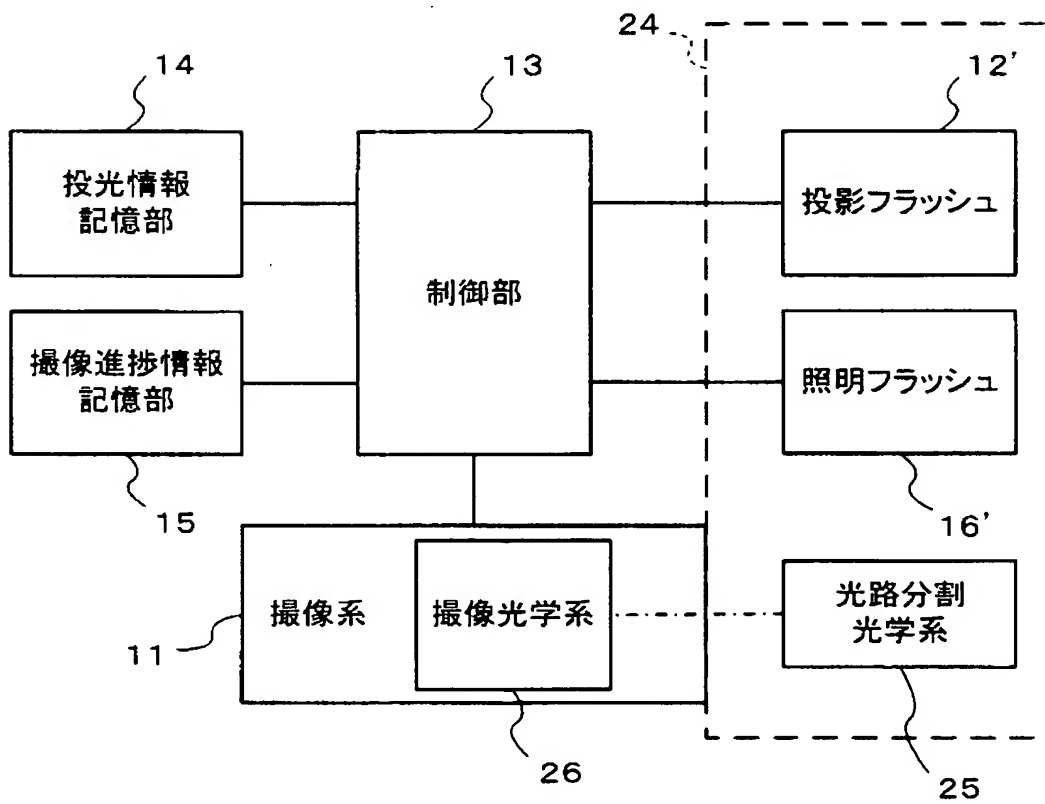 24
14
13
12'
投光情報
記憶部
制御部
投影フラッシュ
撮像進捗情報
記憶部
照明フラッシュ
15
16'
撮像系
撮像光学系
光路分割
光学系
11
26
25